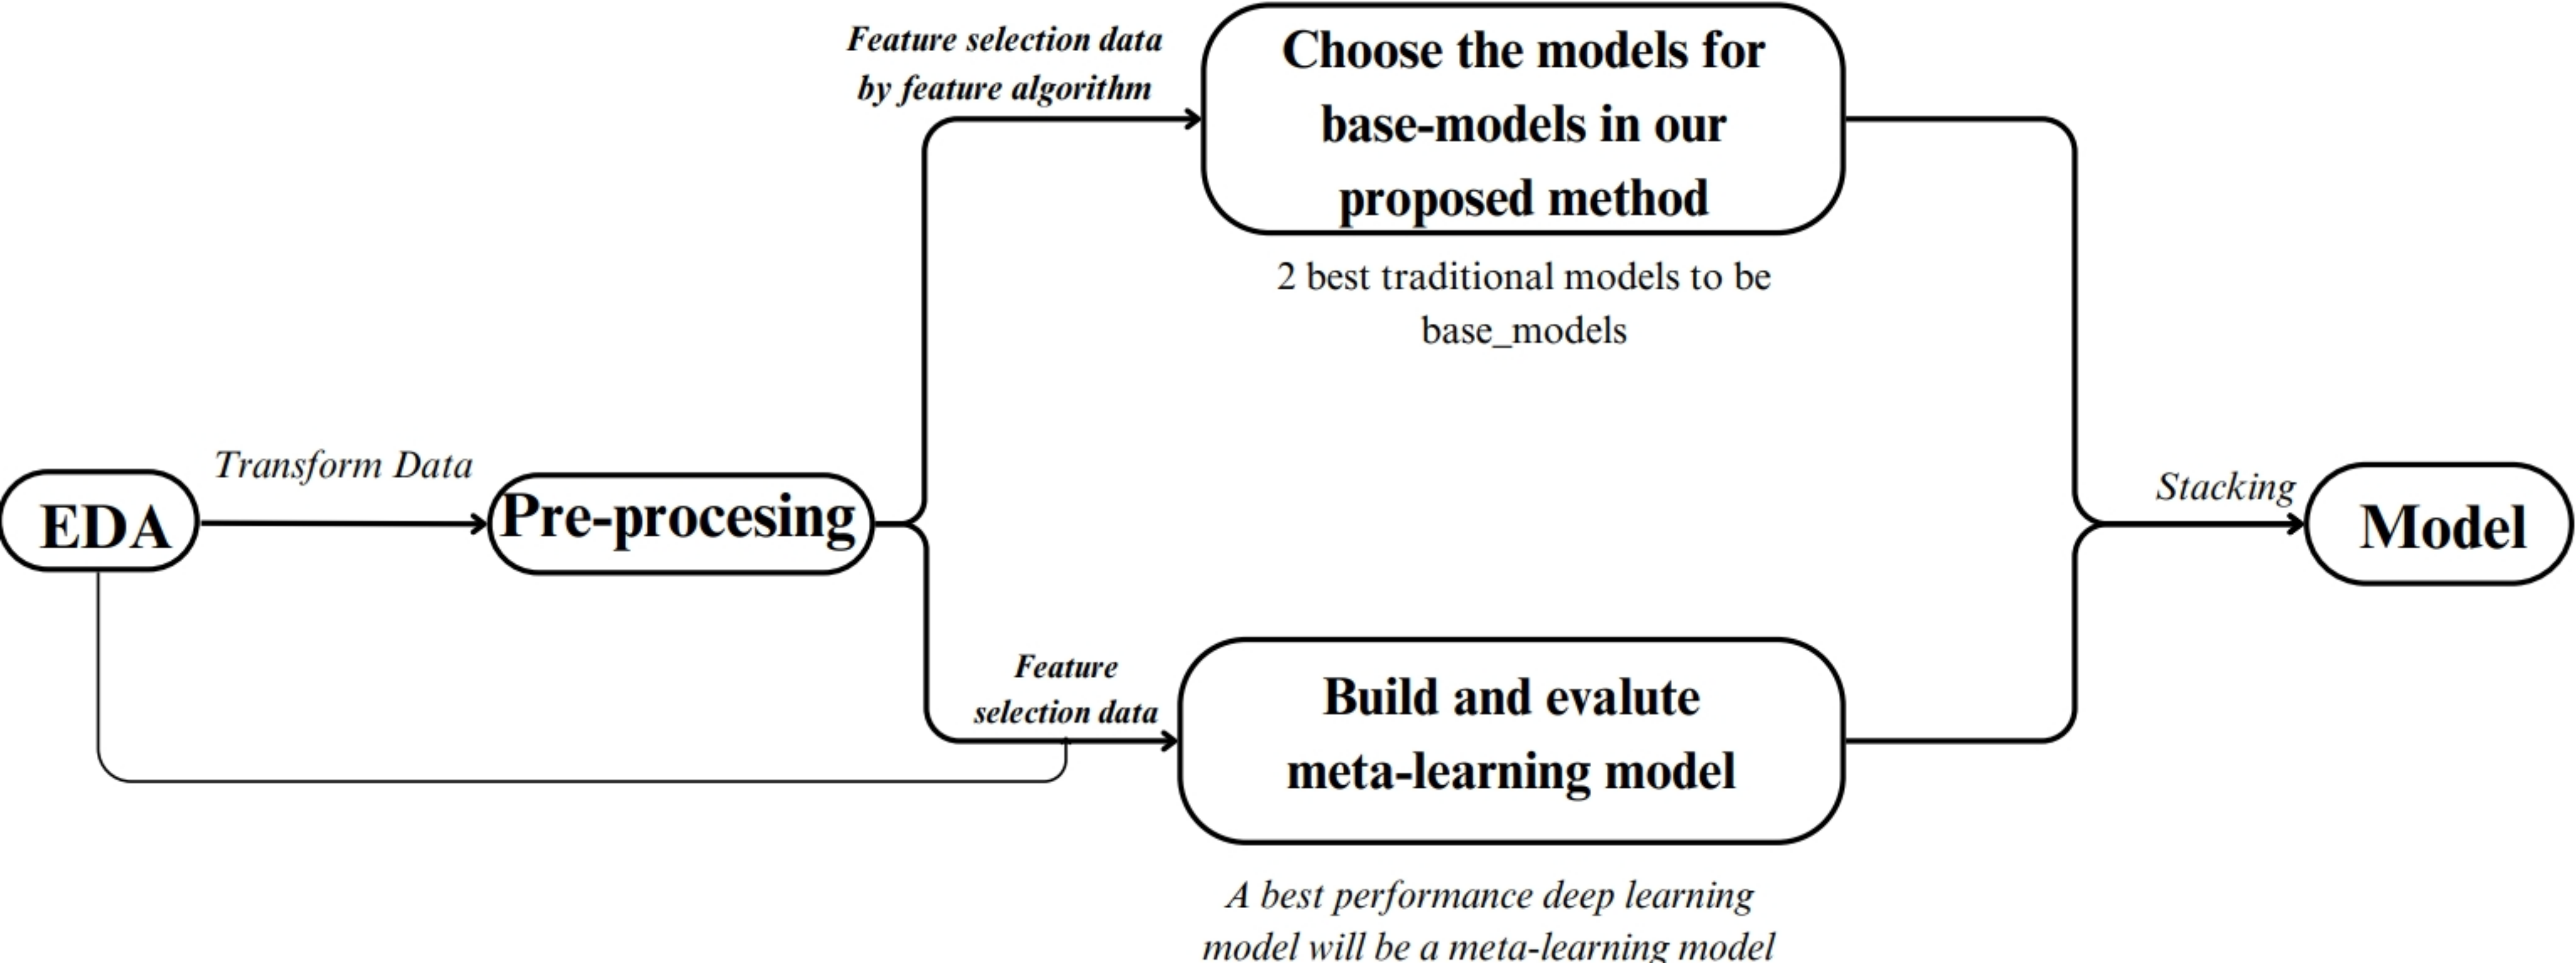 Feature selection data
by feature algorithm
Choose the models for
base-models in our
proposed method
2 best traditional models to be
base_models
EDA
Transform Data
Pre-procesing
Stacking
Model
Feature
selection data
Build and evalute
meta-learning model
A best performance deep learning
model will be a meta-learning model